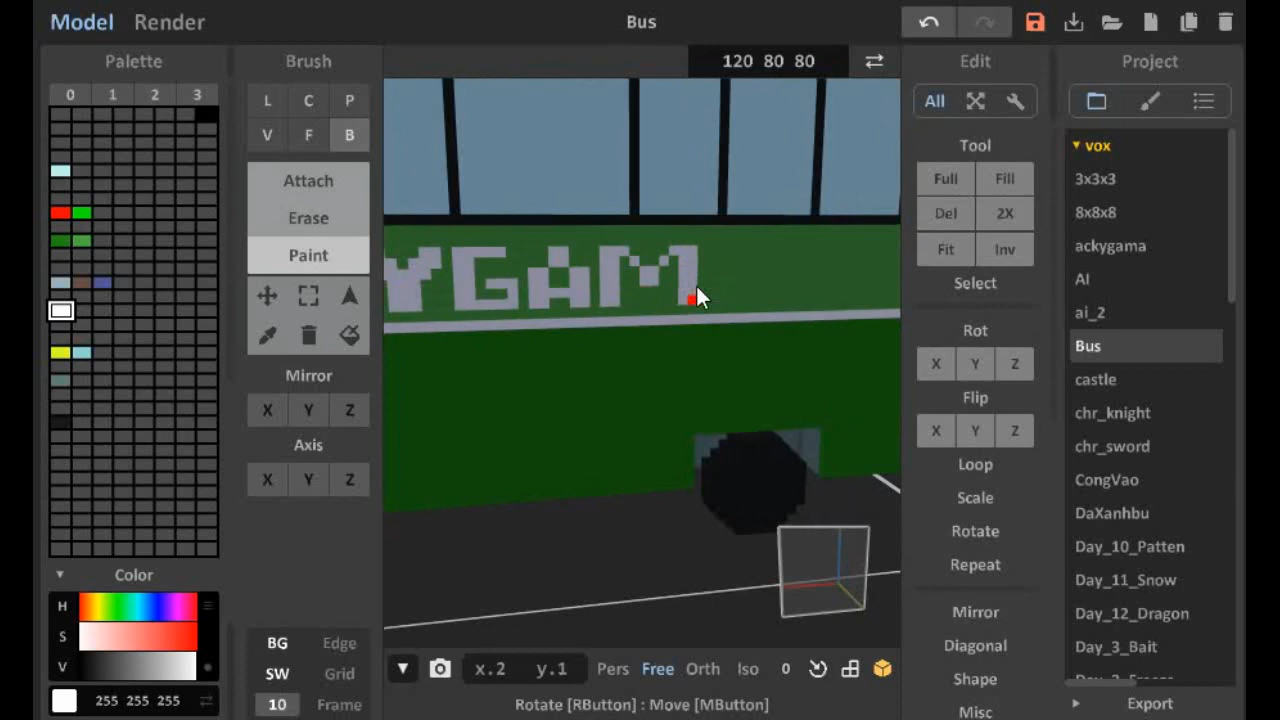 Model Render
Bus
Palette
0 1 2 3
Color
H
S
V
255 255 255
Brush
L C P
V F B
Attach
Erase
Paint
Mirror
X Y Z
Axis
X Y Z
BG Edge
SW Grid
10 Frame
120 80 80
YGAM
x.2 y.1 Pers Free Orth Iso 0
Rotate [RButton] : Move [MButton]
Edit
All
Tool
Full Fill
Del 2X
Fit Inv
Select
Rot
X Y Z
Flip
X Y Z
Loop
Scale
Rotate
Repeat
Mirror
Diagonal
Shape
Misc
Project
vox
3x3x3
8x8x8
ackygama
AI
ai_2
Bus
castle
chr_knight
chr_sword
CongVao
DaXanhbu
Day_10_Patten
Day_11_Snow
Day_12_Dragon
Day_3_Bait
Export